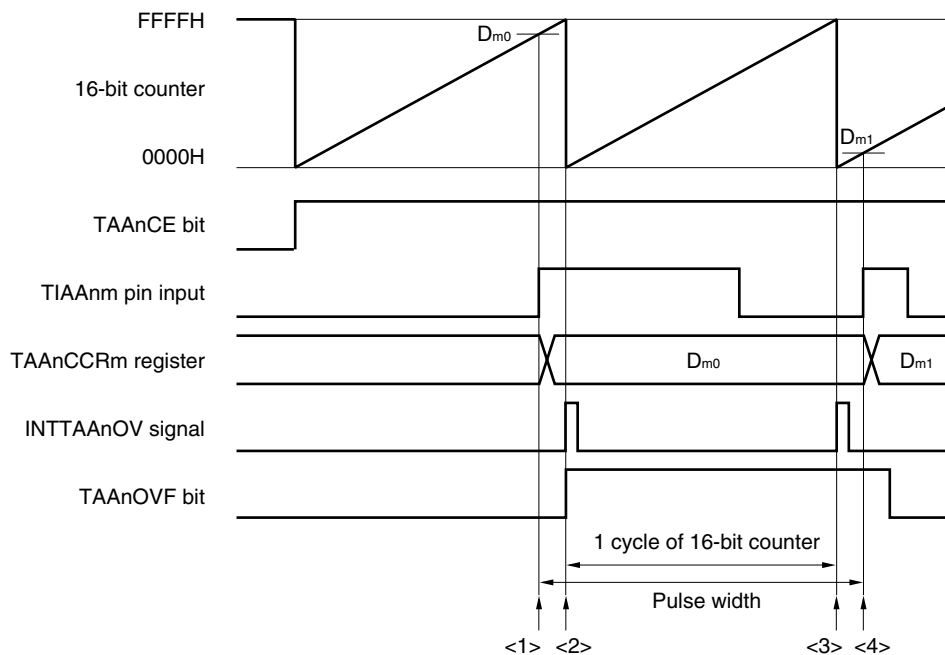 FFFFH
Dm0
16-bit counter
Dm1
0000H
TAAnCE bit
TIAAnm pin input
TAAnCCRm register
Dm0
Dm1
INTTAAnOV signal
TAAnOVF bit
1 cycle of 16-bit counter
Pulse width
<1> <2> <3> <4>